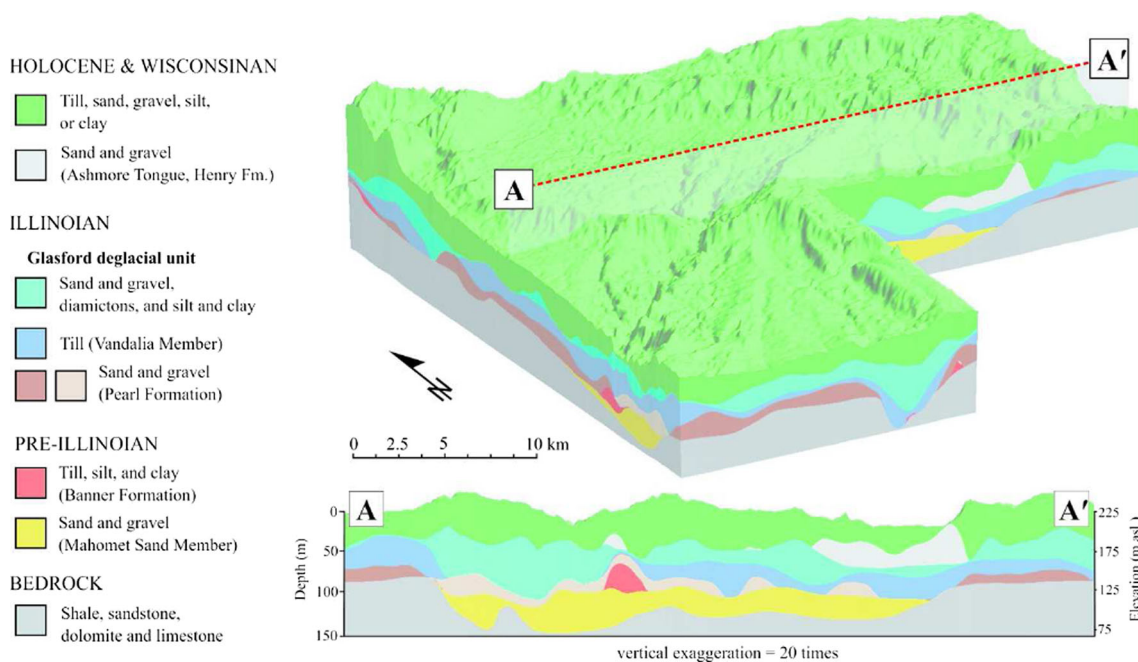 HOLOCENE & WISCONSINAN
Till, sand, gravel, silt,
or clay
Sand and gravel
(Ashmore Tongue, Henry Fm.)
ILLINOIAN
Glasford deglacial unit
Sand and gravel,
diamictons, and silt and clay
Till (Vandalia Member)
Sand and gravel
(Pearl Formation)
PRE-ILLINOIAN
Till, silt, and clay
(Banner Formation)
Sand and gravel
(Mahomet Sand Member)
BEDROCK
Shale, sandstone,
dolomite and limestone
A
A'
N
0 2.5 5 10 km
A
A'
Depth (m)
0
50
100
150
225
175
125
75
Elevation (m asl.)
vertical exaggeration = 20 times